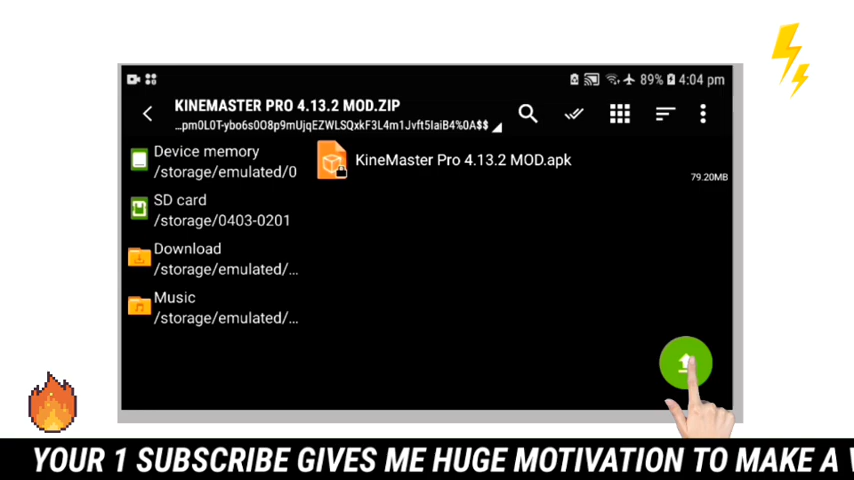 89% 4:04 pm
KINEMASTER PRO 4.13.2 MOD.ZIP
...pm0L0T-ybo6s0O8p9mUjqEZWLSQxkF3L4m1Jvft5IaiB4%0A$$
Device memory
/storage/emulated/0
KineMaster Pro 4.13.2 MOD.apk
79.20MB
SD card
/storage/0403-0201
Download
/storage/emulated/...
Music
/storage/emulated/...
YOUR 1 SUBSCRIBE GIVES ME HUGE MOTIVATION TO MAKE A